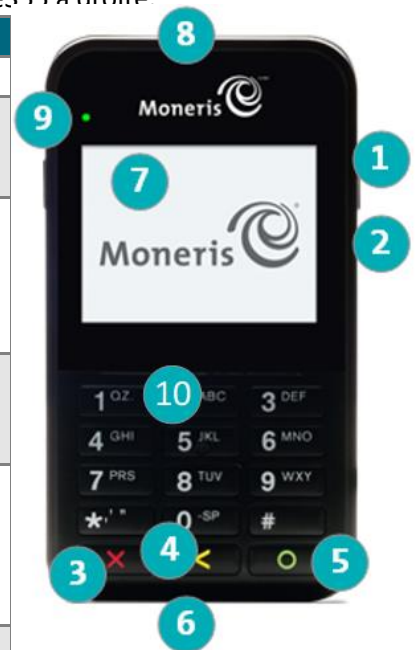 à droite.
8
Moneris
9
1
7
Moneris
2
1 QZ. 10 ABC 3 DEF
4 GHI 5 JKL 6 MNO
7 PRS 8 TUV 9 WXY
*,'" 0 -SP #
4
3 X < O 5
6